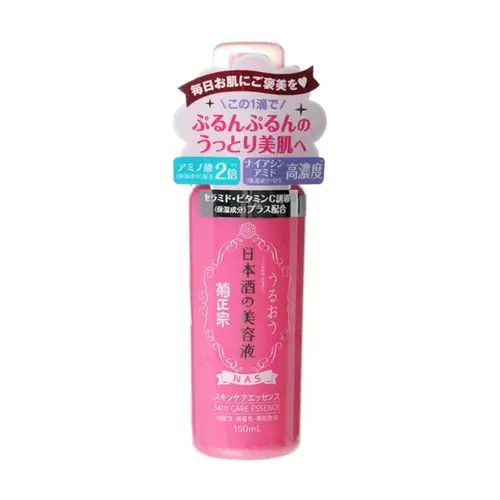 毎日お肌にご褒美を♥
\この1滴で/
ぷるんぷるんの
うっとり美肌へ
アミノ酸
(保湿成分)配合
2倍
ナイアシン
アミド
(保湿成分)配合
高濃度
セラミド・ビタミンC誘導体
(保湿成分)プラス配合
うるおう
日本酒の美容液
菊正宗
NA5
スキンケアエッセンス
SKIN CARE ESSENCE
150mL